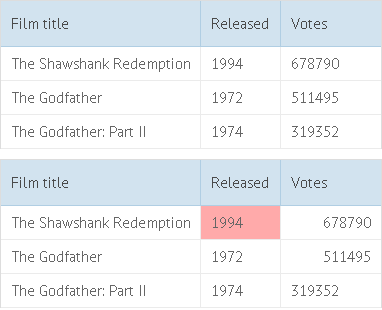 Film title Released Votes
The Shawshank Redemption 1994 678790
The Godfather 1972 511495
The Godfather: Part II 1974 319352
Film title Released Votes
The Shawshank Redemption 1994 678790
The Godfather 1972 511495
The Godfather: Part II 1974 319352